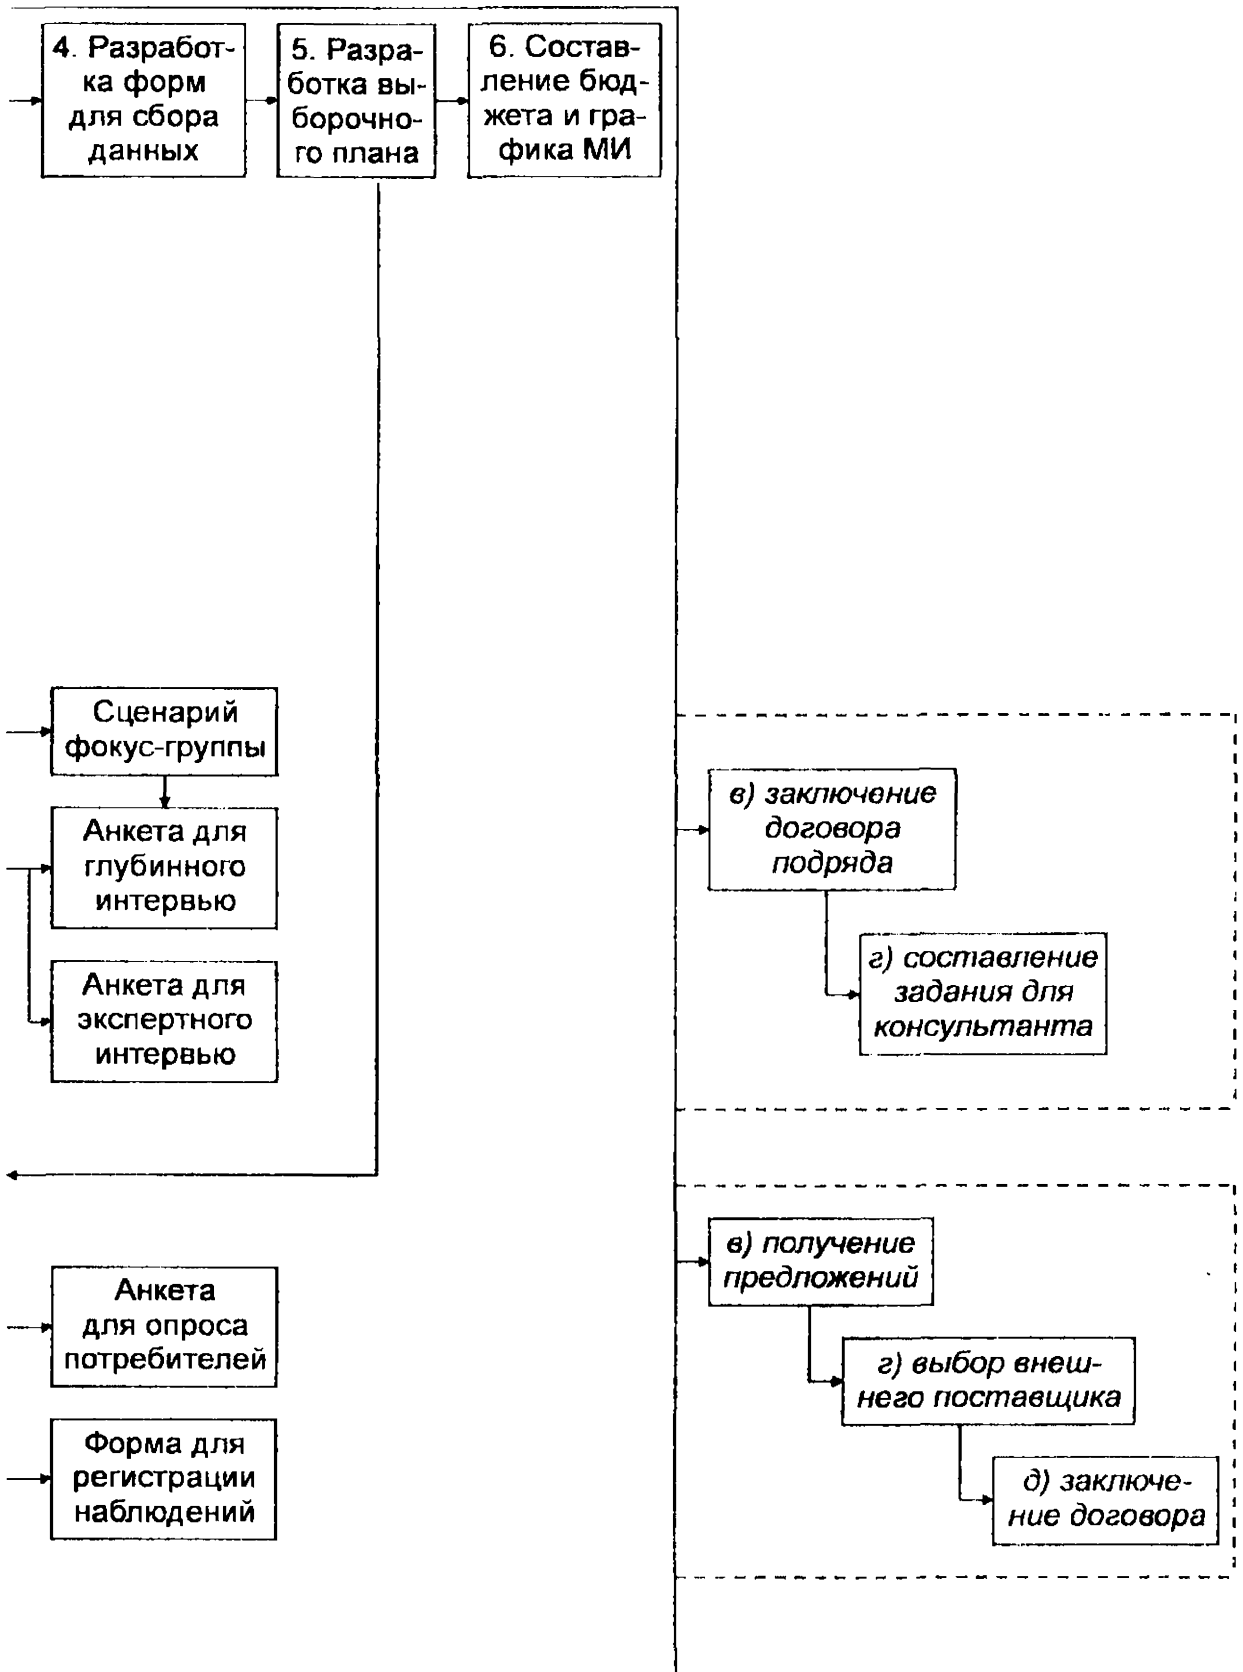 4. Разработ-
ка форм
для сбора
данных
5. Разра-
ботка вы-
борочно-
го плана
6. Состав-
ление бюд-
жета и гра-
фика МИ
Сценарий
фокус-группы
Анкета для
глубинного
интервью
Анкета для
экспертного
интервью
Анкета
для опроса
потребителей
Форма для
регистрации
наблюдений
в) заключение
договора
подряда
г) составление
задания для
консультанта
в) получение
предложений
г) выбор внеш-
него поставщика
д) заключе-
ние договора